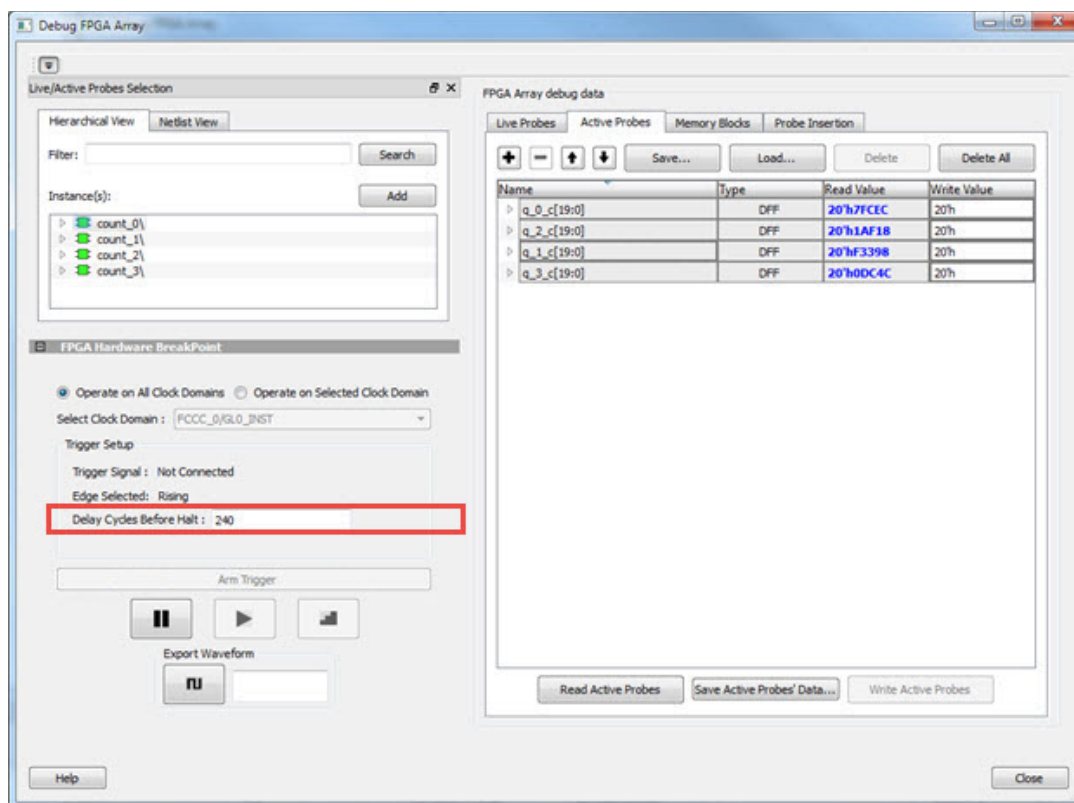 Debug FPGA Array
Live/Active Probes Selection
Hierarchical View Netlist View
Filter: Search
Instance(s): Add
count_0\
count_1\
count_2\
count_3\
FPGA Hardware BreakPoint
Operate on All Clock Domains Operate on Selected Clock Domain
Select Clock Domain : FCCC_0/GL0_INST
Trigger Setup
Trigger Signal : Not Connected
Edge Selected: Rising
Delay Cycles Before Halt : 240
Arm Trigger
Export Waveform
FPGA Array debug data
Live Probes Active Probes Memory Blocks Probe Insertion
Save... Load... Delete Delete All
Name Type Read Value Write Value
q_0_c[19:0] DFF 20'h7FCEC 20'h
q_2_c[19:0] DFF 20'h1AF18 20'h
q_1_c[19:0] DFF 20'hF3398 20'h
q_3_c[19:0] DFF 20'h0DC4C 20'h
Read Active Probes Save Active Probes' Data... Write Active Probes
Help Close